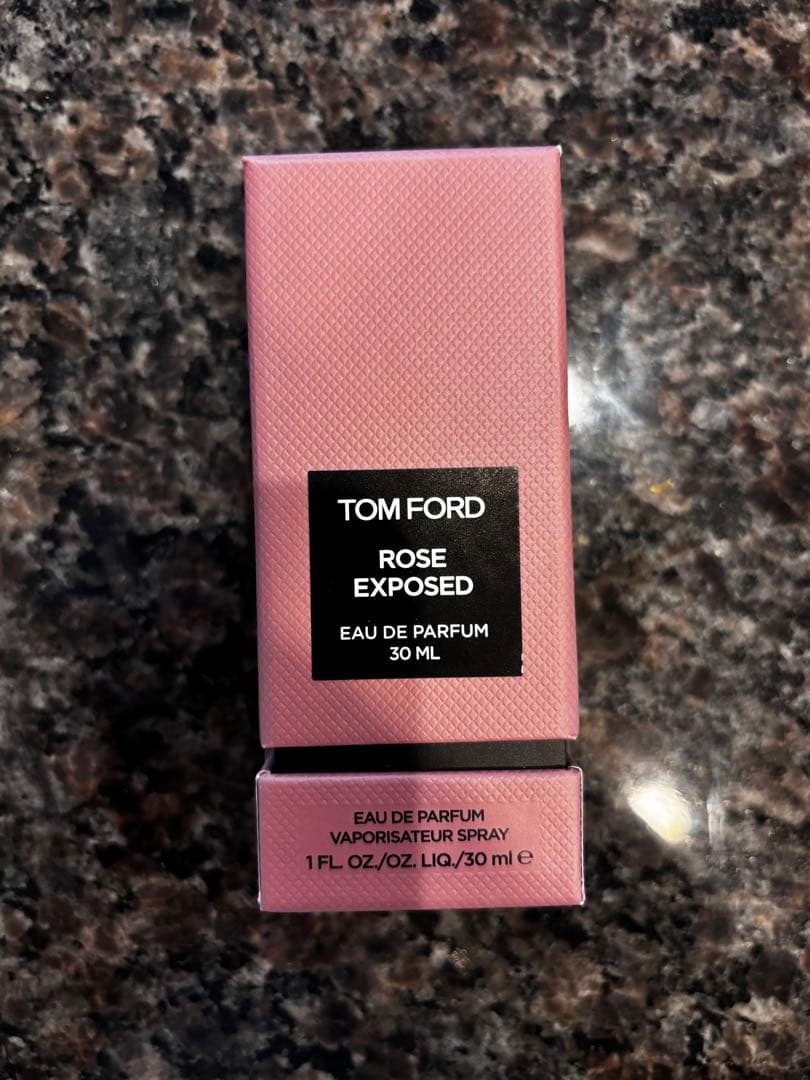 TOM FORD
ROSE
EXPOSED
EAU DE PARFUM
30 ML
EAU DE PARFUM
VAPORISATEUR SPRAY
1 FL. OZ./OZ. LIQ./30 ml ℮